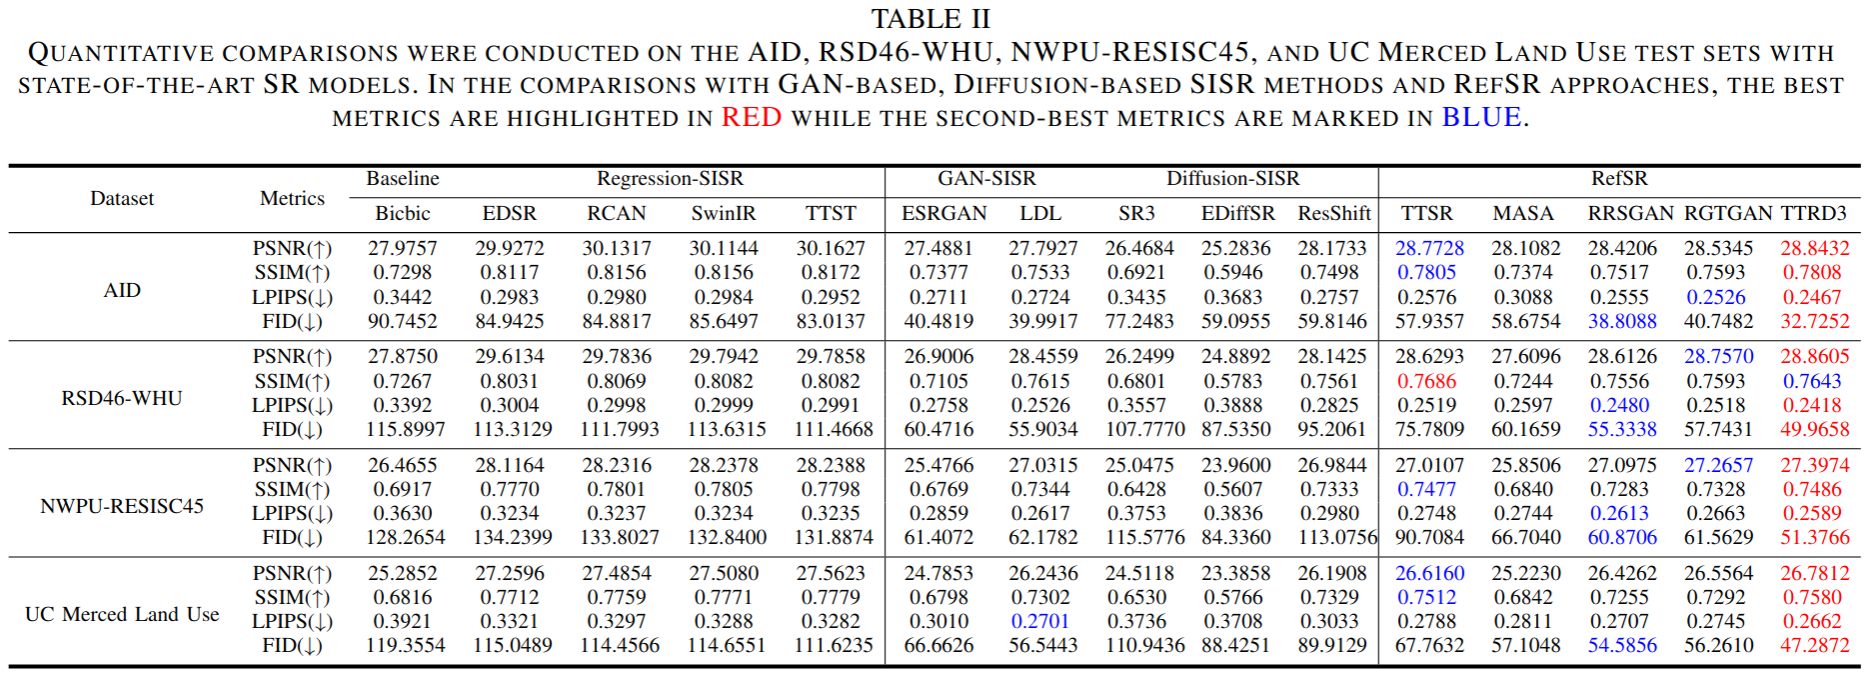 TABLE II
QUANTITATIVE COMPARISONS WERE CONDUCTED ON THE AID, RSD46-WHU, NWPU-RESISC45, AND UC MERCED LAND USE TEST SETS WITH
STATE-OF-THE-ART SR MODELS. IN THE COMPARISONS WITH GAN-BASED, DIFFUSION-BASED SISR METHODS AND REFSR APPROACHES, THE BEST
METRICS ARE HIGHLIGHTED IN RED WHILE THE SECOND-BEST METRICS ARE MARKED IN BLUE.
Dataset Metrics Baseline Regression-SISR GAN-SISR Diffusion-SISR RefSR
Bicbic EDSR RCAN SwinIR TTST ESRGAN LDL SR3 EDiffSR ResShift TTSR MASA RRSGAN RGTGAN TTRD3
AID PSNR(↑) 27.9757 29.9272 30.1317 30.1144 30.1627 27.4881 27.7927 26.4684 25.2836 28.1733 28.7728 28.1082 28.4206 28.5345 28.8432
SSIM(↑) 0.7298 0.8117 0.8156 0.8156 0.8172 0.7377 0.7533 0.6921 0.5946 0.7498 0.7805 0.7374 0.7517 0.7593 0.7808
LPIPS(↓) 0.3442 0.2983 0.2980 0.2984 0.2952 0.2711 0.2724 0.3435 0.3683 0.2757 0.2576 0.3088 0.2555 0.2526 0.2467
FID(↓) 90.7452 84.9425 84.8817 85.6497 83.0137 40.4819 39.9917 77.2483 59.0955 59.8146 57.9357 58.6754 38.8088 40.7482 32.7252
RSD46-WHU PSNR(↑) 27.8750 29.6134 29.7836 29.7942 29.7858 26.9006 28.4559 26.2499 24.8892 28.1425 28.6293 27.6096 28.6126 28.7570 28.8605
SSIM(↑) 0.7267 0.8031 0.8069 0.8082 0.8082 0.7105 0.7615 0.6801 0.5783 0.7561 0.7686 0.7244 0.7556 0.7593 0.7643
LPIPS(↓) 0.3392 0.3004 0.2998 0.2999 0.2991 0.2758 0.2526 0.3557 0.3888 0.2825 0.2519 0.2597 0.2480 0.2518 0.2418
FID(↓) 115.8997 113.3129 111.7993 113.6315 111.4668 60.4716 55.9034 107.7770 87.5350 95.2061 75.7809 60.1659 55.3338 57.7431 49.9658
NWPU-RESISC45 PSNR(↑) 26.4655 28.1164 28.2316 28.2378 28.2388 25.4766 27.0315 25.0475 23.9600 26.9844 27.0107 25.8506 27.0975 27.2657 27.3974
SSIM(↑) 0.6917 0.7770 0.7801 0.7805 0.7798 0.6769 0.7344 0.6428 0.5607 0.7333 0.7477 0.6840 0.7283 0.7328 0.7486
LPIPS(↓) 0.3630 0.3234 0.3237 0.3234 0.3235 0.2859 0.2617 0.3753 0.3836 0.2980 0.2748 0.2744 0.2613 0.2663 0.2589
FID(↓) 128.2654 134.2399 133.8027 132.8400 131.8874 61.4072 62.1782 115.5776 84.3360 113.0756 90.7084 66.7040 60.8706 61.5629 51.3766
UC Merced Land Use PSNR(↑) 25.2852 27.2596 27.4854 27.5080 27.5623 24.7853 26.2436 24.5118 23.3858 26.1908 26.6160 25.2230 26.4262 26.5564 26.7812
SSIM(↑) 0.6816 0.7712 0.7759 0.7771 0.7779 0.6798 0.7302 0.6530 0.5766 0.7329 0.7512 0.6842 0.7255 0.7292 0.7580
LPIPS(↓) 0.3921 0.3321 0.3297 0.3288 0.3282 0.3010 0.2701 0.3736 0.3708 0.3033 0.2788 0.2811 0.2707 0.2745 0.2662
FID(↓) 119.3554 115.0489 114.4566 114.6551 111.6235 66.6626 56.5443 110.9436 88.4251 89.9129 67.7632 57.1048 54.5856 56.2610 47.2872